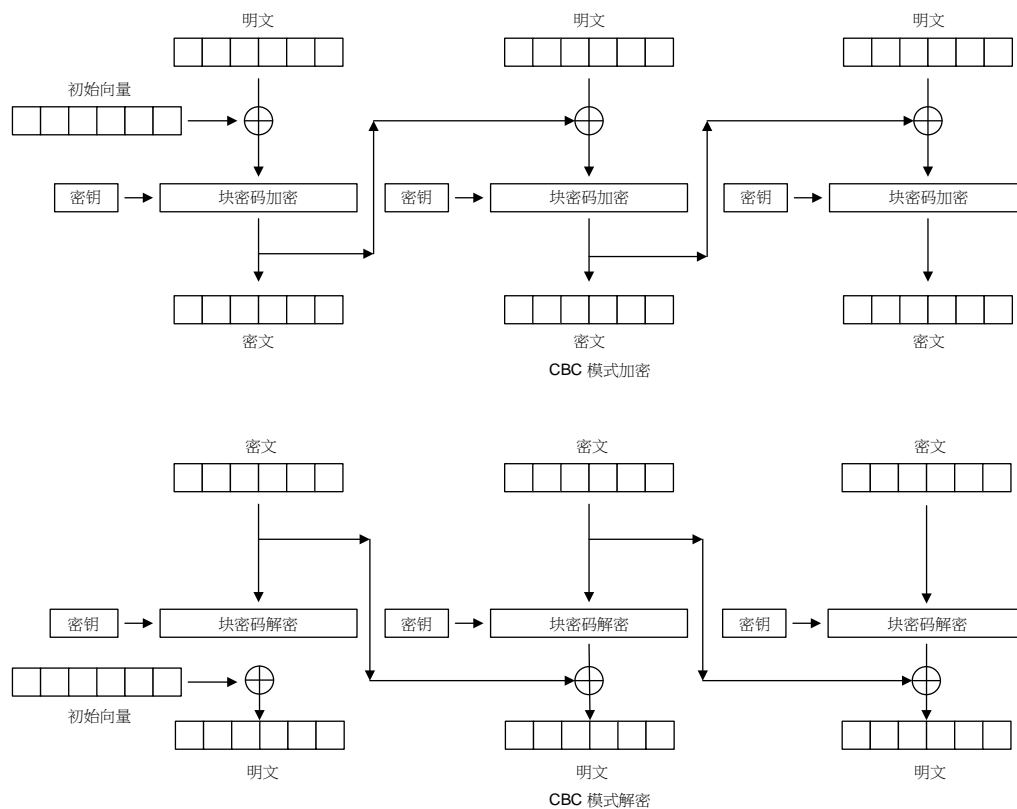 明文 明文 明文
初始向量
密钥 块密码加密 密钥 块密码加密 密钥 块密码加密
密文 密文 密文
CBC 模式加密
密文 密文 密文
密钥 块密码解密 密钥 块密码解密 密钥 块密码解密
初始向量
明文 明文 明文
CBC 模式解密